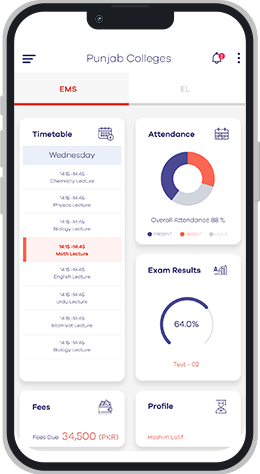 Punjab Colleges
2
EMS
EL
Timetable
Wednesday
14:15 -14:45
Chemistry Lecture
14:15 -14:45
Physics Lecture
14:15 -14:45
Biology Lecture
14:15 -14:45
Math Lecture
14:15 -14:45
English Lecture
14:15 -14:45
Urdu Lecture
14:15 -14:45
Islamiyat Lecture
14:15 -14:45
Biology Lecture
Attendance
Overall Attendance 88 %
PRESENT
ABSENT
LEAVE
Exam Results
64.0%
Test - 02
Fees
Fees Due 34,500 (PKR)
Profile
Hashim Latif